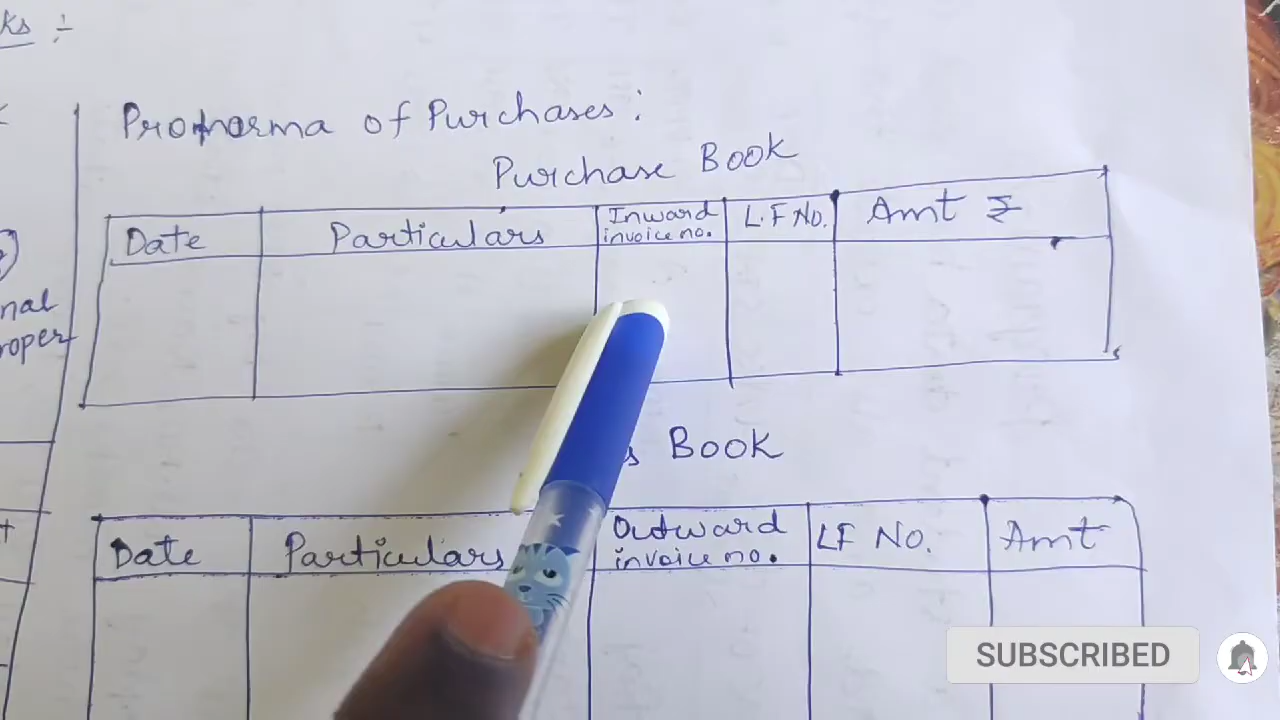 ks :-
Proforma of Purchases :
Purchase Book
Date Particulars Inward invoice no. L.F No. Amt ₹
nal
roper
Book
Date Particulars Outward invoice no. LF No. Amt
SUBSCRIBED